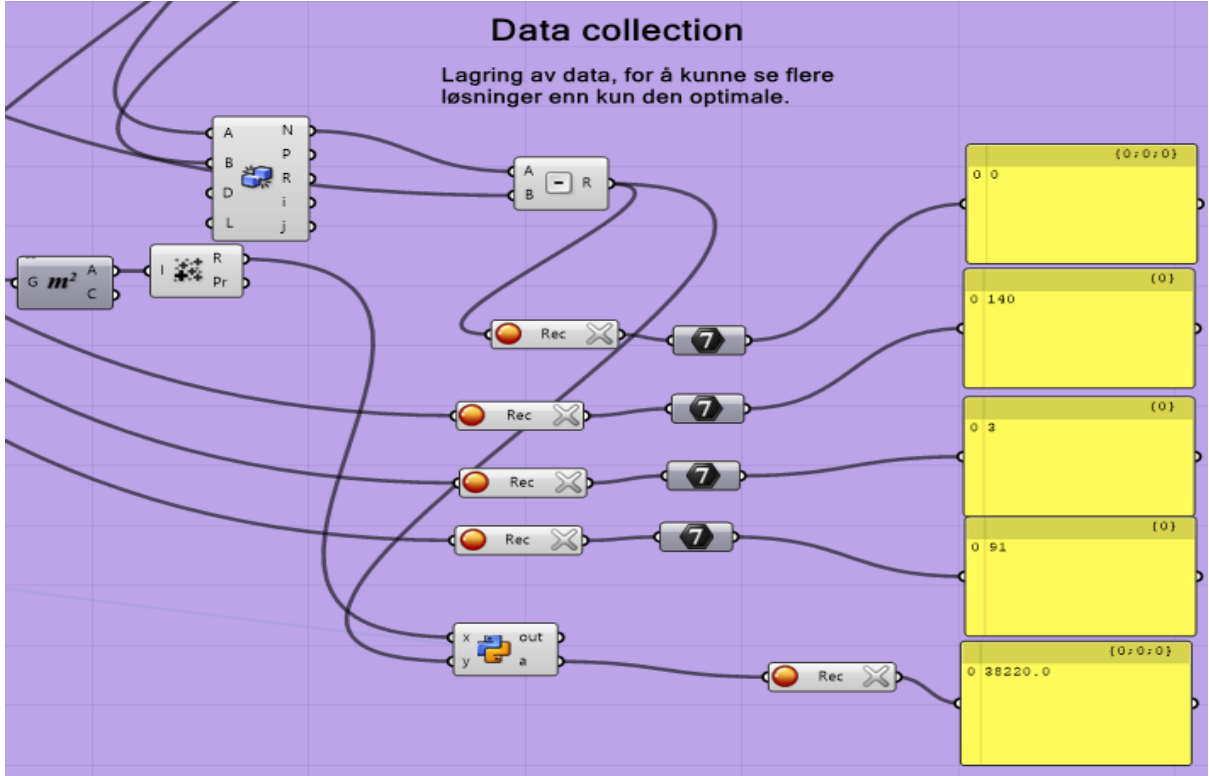 Data collection
Lagring av data, for å kunne se flere
løsninger enn kun den optimale.
A N
B P
D R
L i
j
A R
B
{0;0;0}
0 0
G m² A
C
I R
Pr
Rec 7
{0}
0 140
Rec 7
{0}
0 3
Rec 7
{0}
0 91
Rec 7
x out
y a
Rec
{0;0;0}
0 38220.0